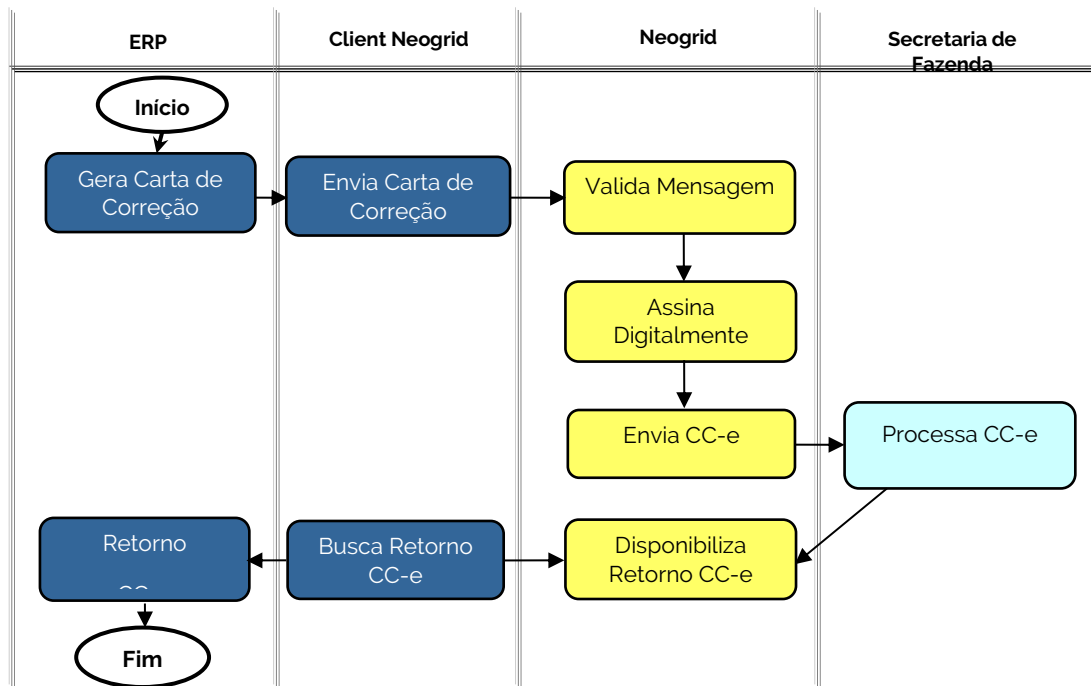 ERP
Client Neogrid
Neogrid
Secretaria de
Fazenda
Início
Gera Carta de
Correção
Envia Carta de
Correção
Valida Mensagem
Assina
Digitalmente
Envia CC-e
Processa CC-e
Retorno
Busca Retorno
CC-e
Disponibiliza
Retorno CC-e
Fim